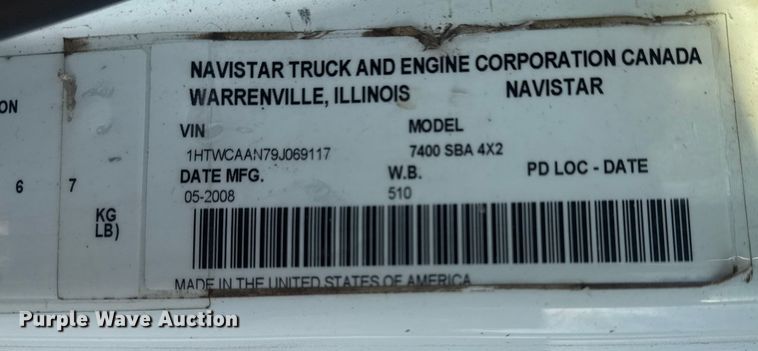 NAVISTAR TRUCK AND ENGINE CORPORATION CANADA
WARRENVILLE, ILLINOIS NAVISTAR
VIN MODEL
1HTWCAAN79J069117 7400 SBA 4X2
DATE MFG. W.B. PD LOC - DATE
05-2008 510
MADE IN THE UNITED STATES OF AMERICA
ON
6 7
KG
LB)
Purple Wave Auction